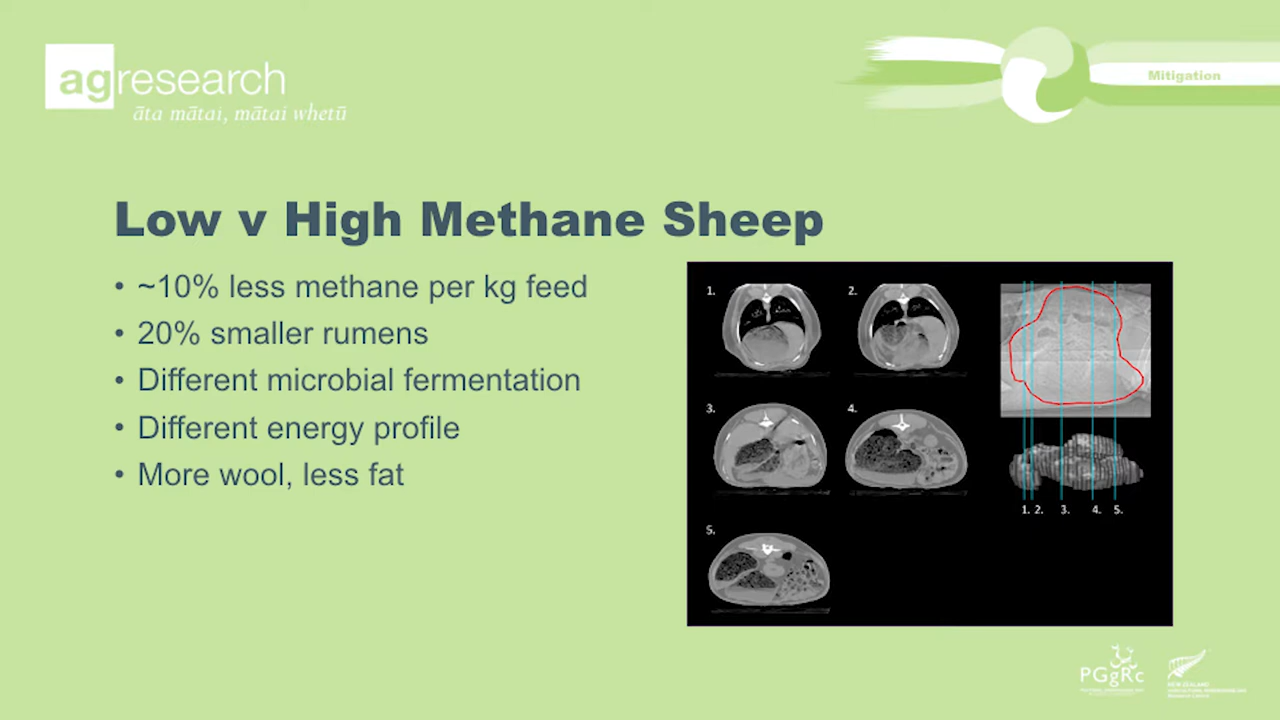 agresearch
āta mātai, mātai whetū
Mitigation
Low v High Methane Sheep
• ~10% less methane per kg feed
• 20% smaller rumens
• Different microbial fermentation
• Different energy profile
• More wool, less fat
1.
2.
3.
4.
5.
1. 2. 3. 4. 5.
PGgRc
NEW ZEALAND